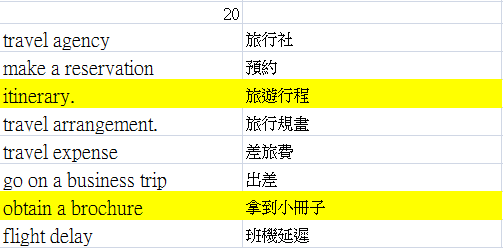 20
travel agency 旅行社
make a reservation 預約
itinerary. 旅遊行程
travel arrangement. 旅行規畫
travel expense 差旅費
go on a business trip 出差
obtain a brochure 拿到小冊子
flight delay 班機延遲